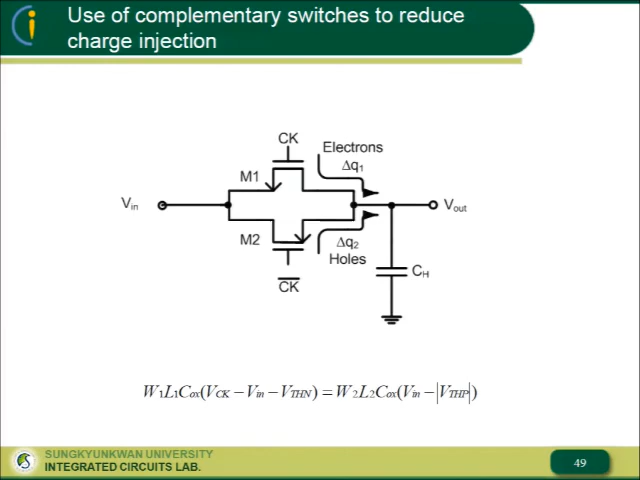 Use of complementary switches to reduce
charge injection
CK
Electrons
Δq1
M1
Vin
Vout
M2
Δq2
Holes
CK
CH
W1L1Cox(VCK − Vin − VTHN) = W2L2Cox(Vin − |VTHP|)
SUNGKYUNKWAN UNIVERSITY
INTEGRATED CIRCUITS LAB.
49